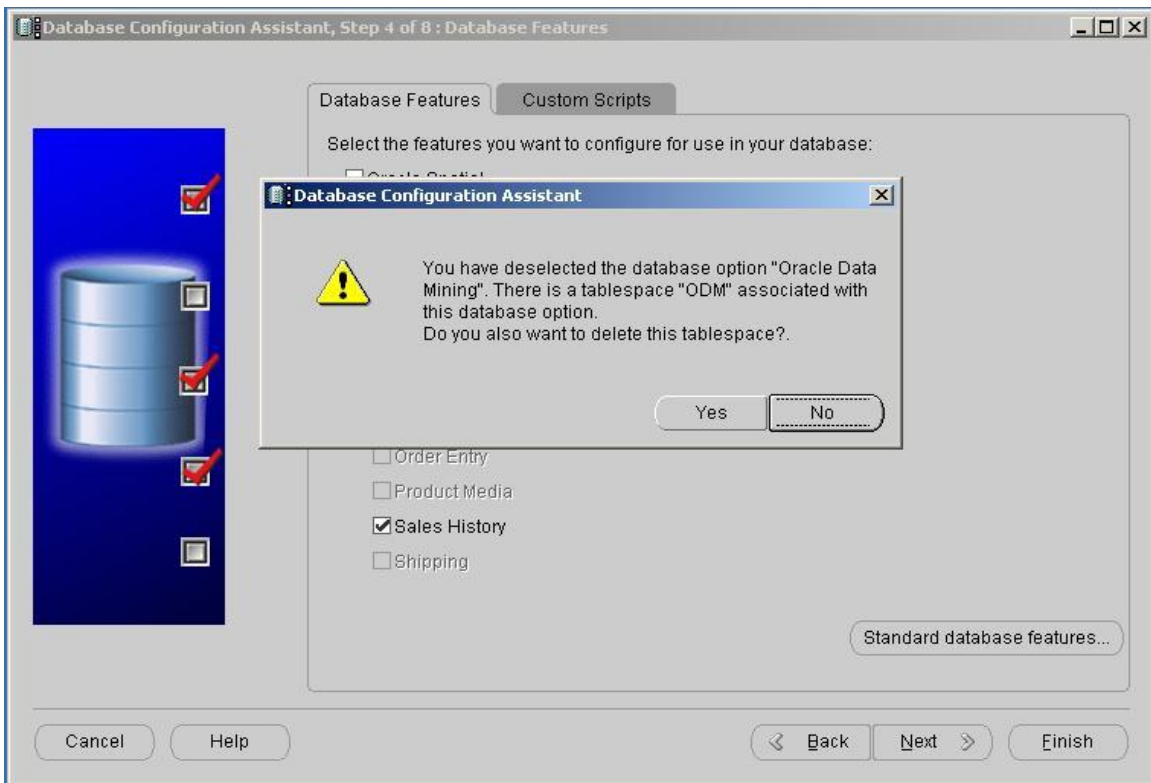 Database Configuration Assistant, Step 4 of 8 : Database Features
Database Features
Custom Scripts
Select the features you want to configure for use in your database:
Oracle Spatial
Database Configuration Assistant
You have deselected the database option "Oracle Data
Mining". There is a tablespace "ODM" associated with
this database option.
Do you also want to delete this tablespace?.
Yes
No
Order Entry
Product Media
Sales History
Shipping
Standard database features...
Cancel
Help
Back
Next
Finish